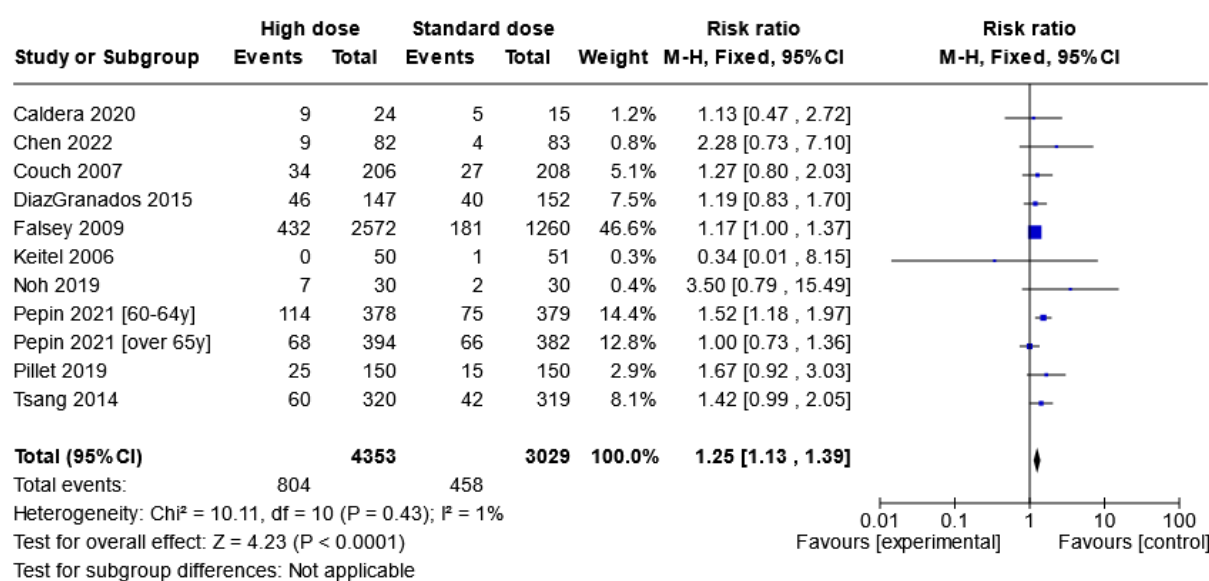 High dose Standard dose Risk ratio Risk ratio
Study or Subgroup Events Total Events Total Weight M-H, Fixed, 95% CI M-H, Fixed, 95% CI
Caldera 2020 9 24 5 15 1.2% 1.13 [0.47 , 2.72]
Chen 2022 9 82 4 83 0.8% 2.28 [0.73 , 7.10]
Couch 2007 34 206 27 208 5.1% 1.27 [0.80 , 2.03]
DiazGranados 2015 46 147 40 152 7.5% 1.19 [0.83 , 1.70]
Falsey 2009 432 2572 181 1260 46.6% 1.17 [1.00 , 1.37]
Keitel 2006 0 50 1 51 0.3% 0.34 [0.01 , 8.15]
Noh 2019 7 30 2 30 0.4% 3.50 [0.79 , 15.49]
Pepin 2021 [60-64y] 114 378 75 379 14.4% 1.52 [1.18 , 1.97]
Pepin 2021 [over 65y] 68 394 66 382 12.8% 1.00 [0.73 , 1.36]
Pillet 2019 25 150 15 150 2.9% 1.67 [0.92 , 3.03]
Tsang 2014 60 320 42 319 8.1% 1.42 [0.99 , 2.05]
Total (95% CI) 4353 3029 100.0% 1.25 [1.13 , 1.39]
Total events: 804 458
Heterogeneity: Chi² = 10.11, df = 10 (P = 0.43); I² = 1%
0.01 0.1 1 10 100
Test for overall effect: Z = 4.23 (P < 0.0001) Favours [experimental] Favours [control]
Test for subgroup differences: Not applicable